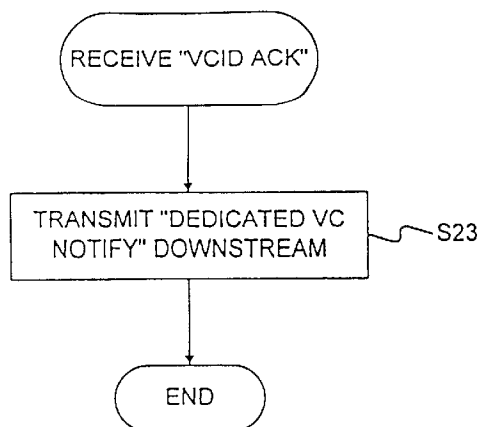 RECEIVE "VCID ACK"
TRANSMIT "DEDICATED VC
NOTIFY" DOWNSTREAM
S23
END